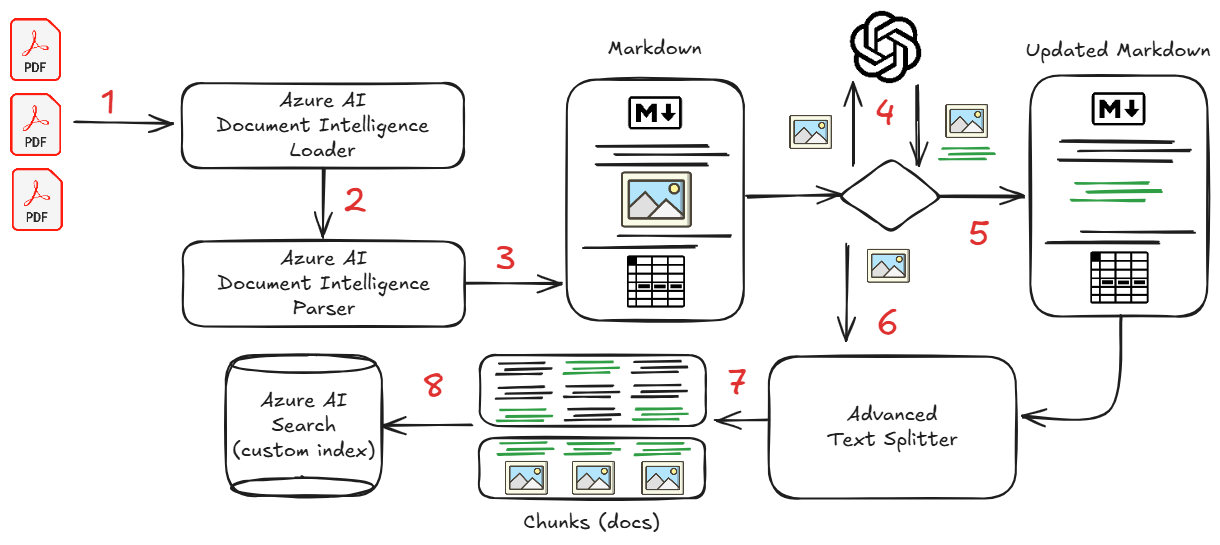 PDF
PDF
PDF
1
Azure AI
Document Intelligence
Loader
2
Azure AI
Document Intelligence
Parser
3
Markdown
M
4
5
Updated Markdown
M
6
Advanced
Text Splitter
7
Chunks (docs)
8
Azure AI
Search
(custom index)